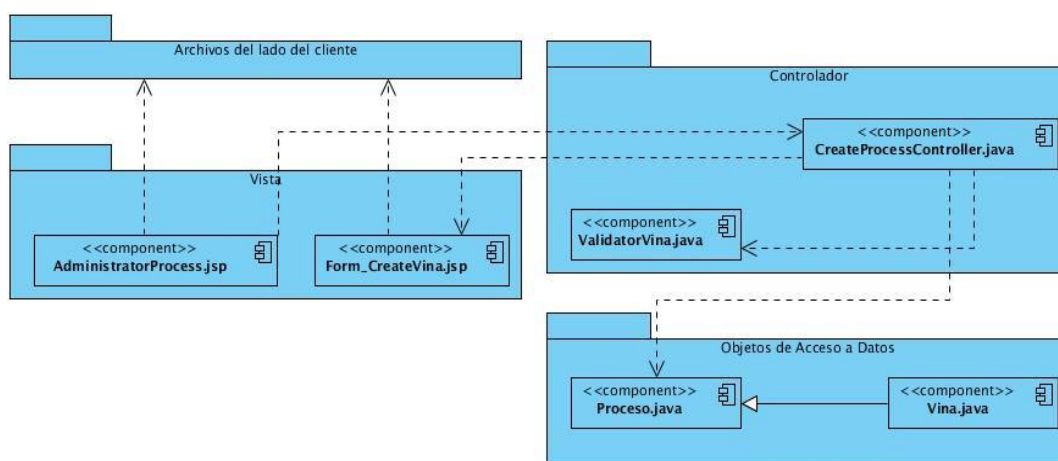 Archivos del lado del cliente
Vista
<<component>>
AdministratorProcess.jsp
<<component>>
Form_CreateVina.jsp
Controlador
<<component>>
CreateProcessController.java
<<component>>
ValidatorVina.java
Objetos de Acceso a Datos
<<component>>
Proceso.java
<<component>>
Vina.java